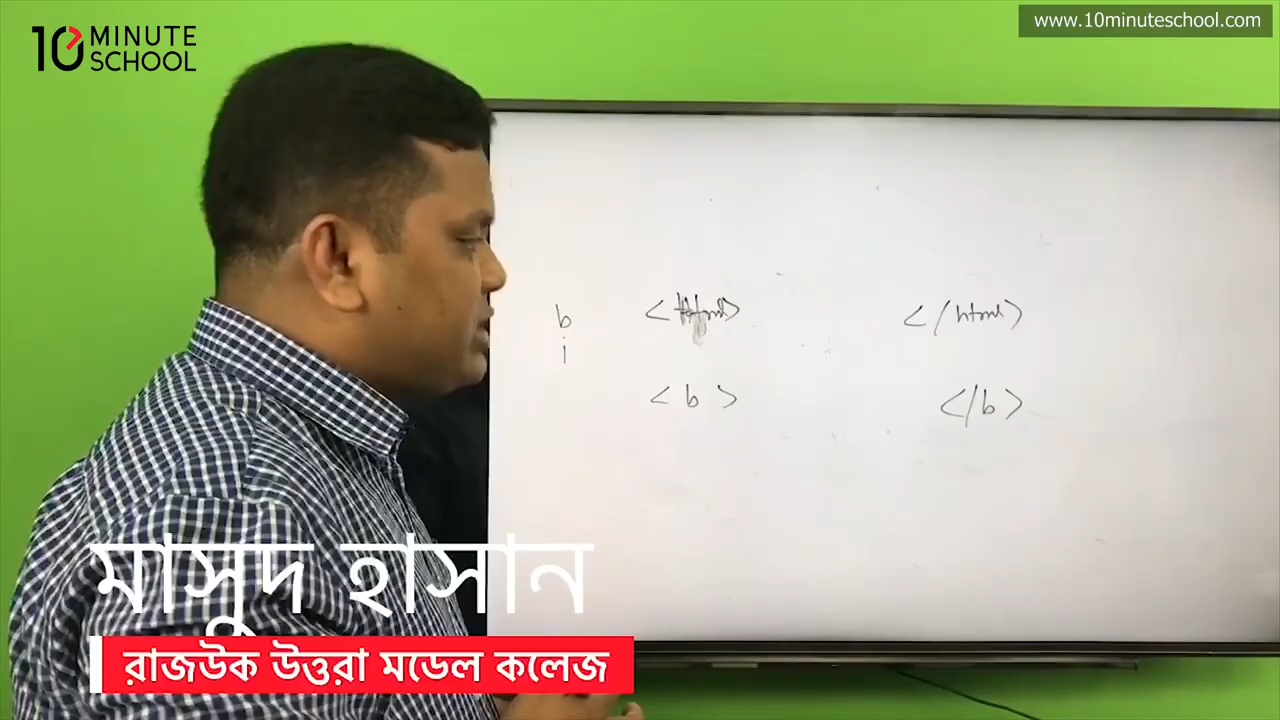 10 MINUTE SCHOOL
www.10minuteschool.com
b <html> </html>
i
<b> </b>
মাসুদ হাসান
রাজউক উত্তরা মডেল কলেজ